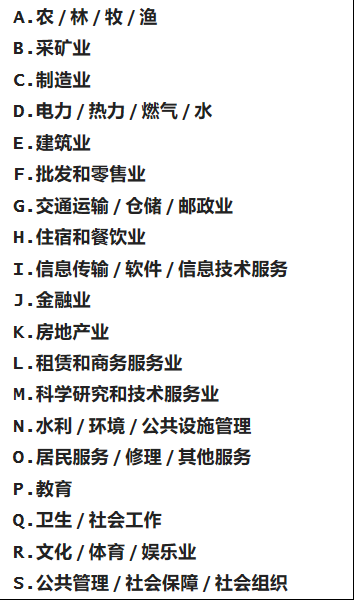 A.农/林/牧/渔
B.采矿业
C.制造业
D.电力/热力/燃气/水
E.建筑业
F.批发和零售业
G.交通运输/仓储/邮政业
H.住宿和餐饮业
I.信息传输/软件/信息技术服务
J.金融业
K.房地产业
L.租赁和商务服务业
M.科学研究和技术服务业
N.水利/环境/公共设施管理
O.居民服务/修理/其他服务
P.教育
Q.卫生/社会工作
R.文化/体育/娱乐业
S.公共管理/社会保障/社会组织